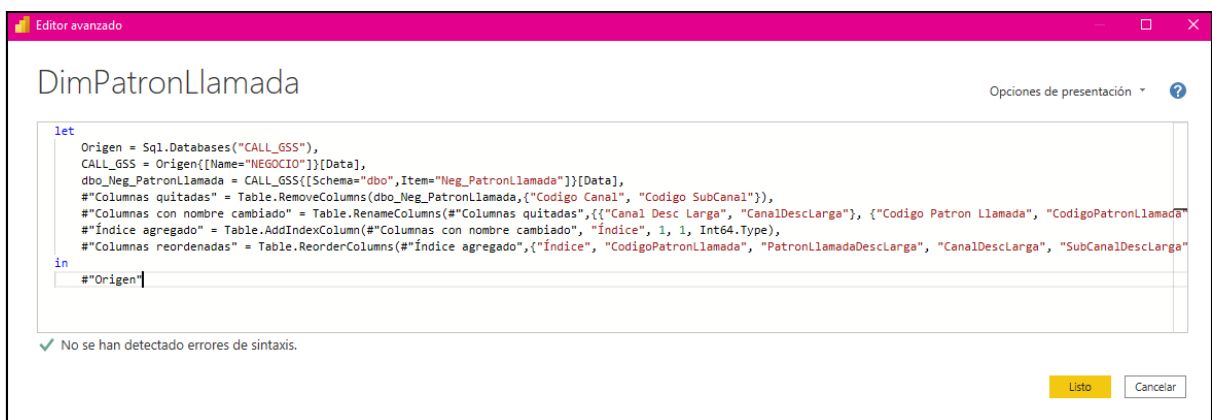 Editor avanzado
DimPatronLlamada
Opciones de presentación
let
Origen = Sql.Databases("CALL_GSS"),
CALL_GSS = Origen{[Name="NEGOCIO"]}[Data],
dbo_Neg_PatronLlamada = CALL_GSS{[Schema="dbo",Item="Neg_PatronLlamada"]}[Data],
#"Columnas quitadas" = Table.RemoveColumns(dbo_Neg_PatronLlamada,{"Codigo Canal", "Codigo SubCanal"}),
#"Columnas con nombre cambiado" = Table.RenameColumns(#"Columnas quitadas",{{"Canal Desc Larga", "CanalDescLarga"}, {"Codigo Patron Llamada", "CodigoPatronLlamada"
#"Índice agregado" = Table.AddIndexColumn(#"Columnas con nombre cambiado", "Índice", 1, 1, Int64.Type),
#"Columnas reordenadas" = Table.ReorderColumns(#"Índice agregado",{"Índice", "CodigoPatronLlamada", "PatronLlamadaDescLarga", "CanalDescLarga", "SubCanalDescLarga"
in
#"Origen"
No se han detectado errores de sintaxis.
Listo
Cancelar